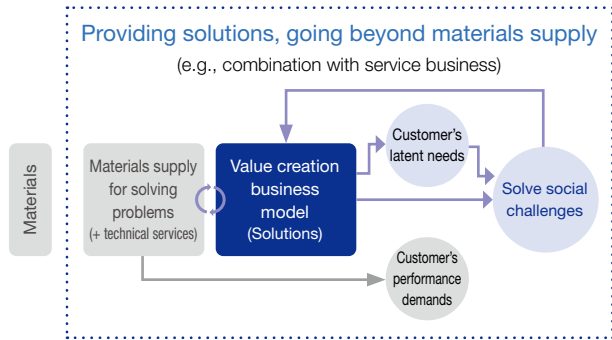 Providing solutions, going beyond materials supply
(e.g., combination with service business)
Materials
Materials supply
for solving
problems
(+ technical services)
Value creation
business
model
(Solutions)
Customer's
latent needs
Solve social
challenges
Customer's
performance
demands